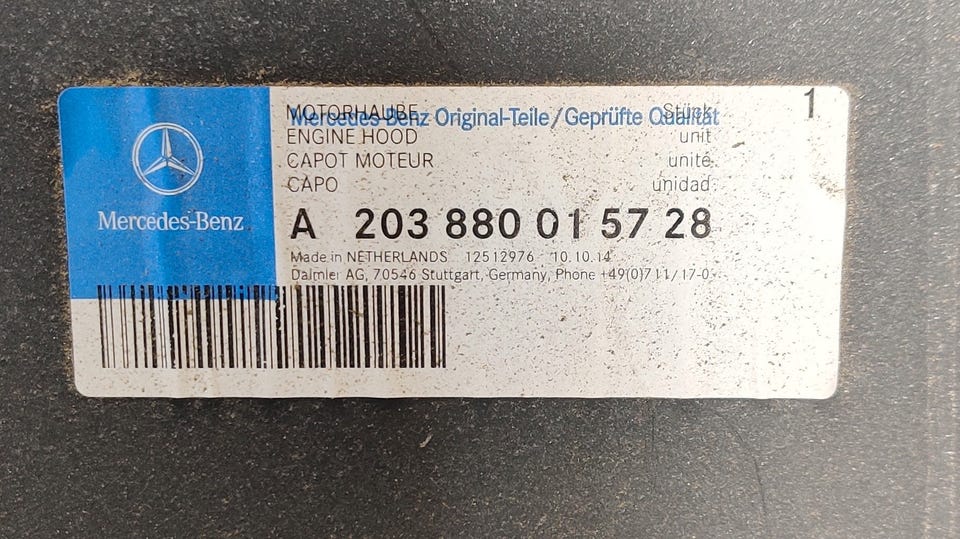 Mercedes-Benz Original-Teile/Geprüfte Qualität
MOTORHAUBE Stück 1
ENGINE HOOD unit
CAPOT MOTEUR unité
CAPO unidad
Mercedes-Benz
A 203 880 01 57 28
Made in NETHERLANDS 12512976 10.10.14
Daimler AG, 70546 Stuttgart, Germany, Phone +49(0)711/17-0